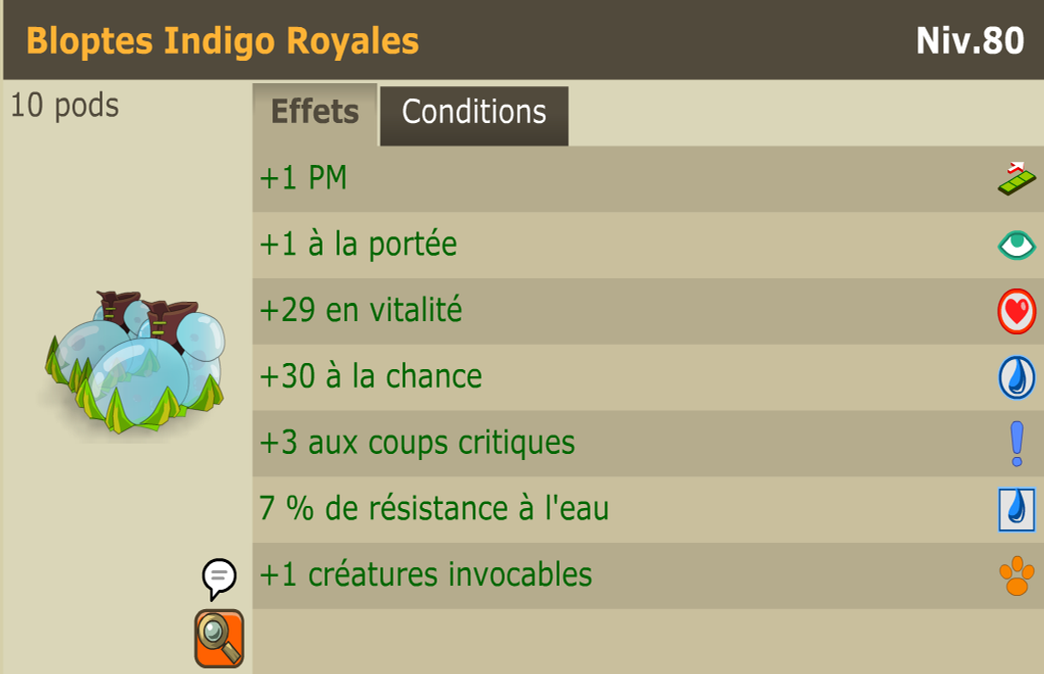 Bloptes Indigo Royales
Niv.80
10 pods
Effets
Conditions
+1 PM
+1 à la portée
+29 en vitalité
+30 à la chance
+3 aux coups critiques
7 % de résistance à l'eau
+1 créatures invocables